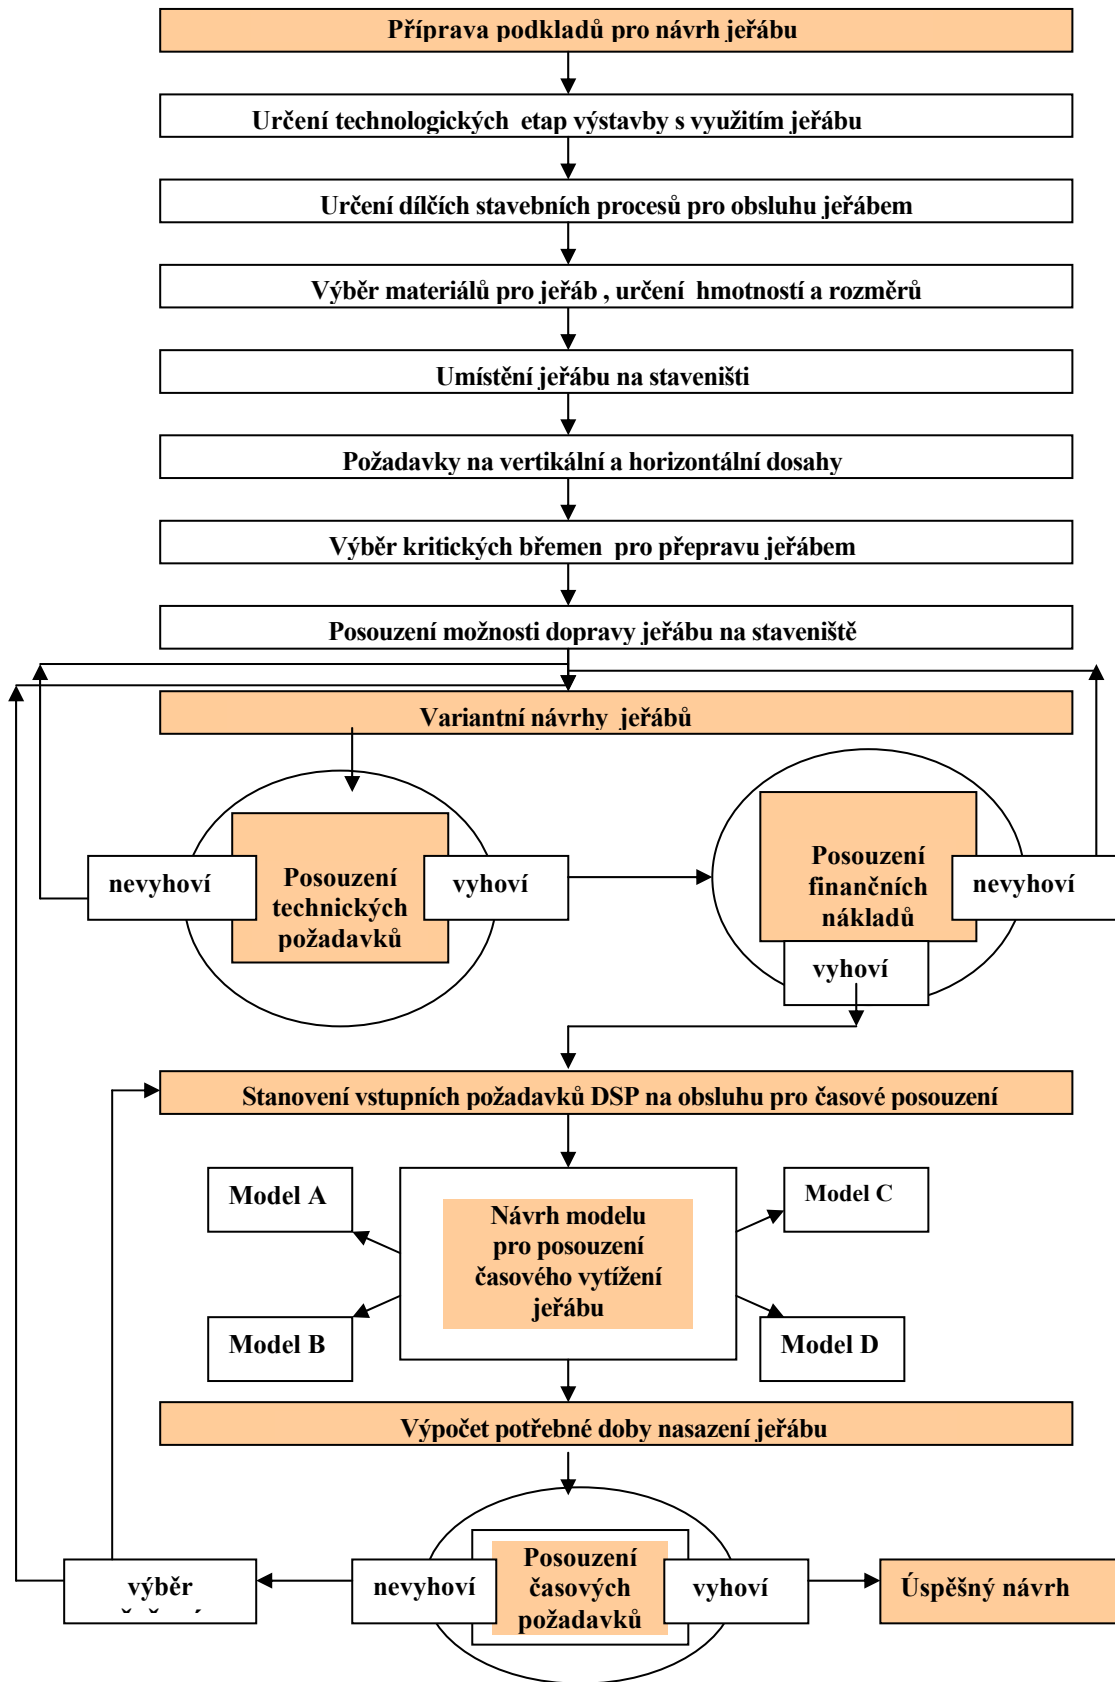 Příprava podkladů pro návrh jeřábu
Určení technologických etap výstavby s využitím jeřábu
Určení dílčích stavebních procesů pro obsluhu jeřábem
Výběr materiálů pro jeřáb , určení hmotností a rozměrů
Umístění jeřábu na staveništi
Požadavky na vertikální a horizontální dosahy
Výběr kritických břemen pro přepravu jeřábem
Posouzení možnosti dopravy jeřábu na staveniště
Variantní návrhy jeřábů
nevyhoví
Posouzení
technických
požadavků
vyhoví
Posouzení
finančních
nákladů
nevyhoví
vyhoví
Stanovení vstupních požadavků DSP na obsluhu pro časové posouzení
Model A
Model C
Návrh modelu
pro posouzení
časového vytížení
jeřábu
Model B
Model D
Výpočet potřebné doby nasazení jeřábu
výběr
nevyhoví
Posouzení
časových
požadavků
vyhoví
Úspěšný návrh